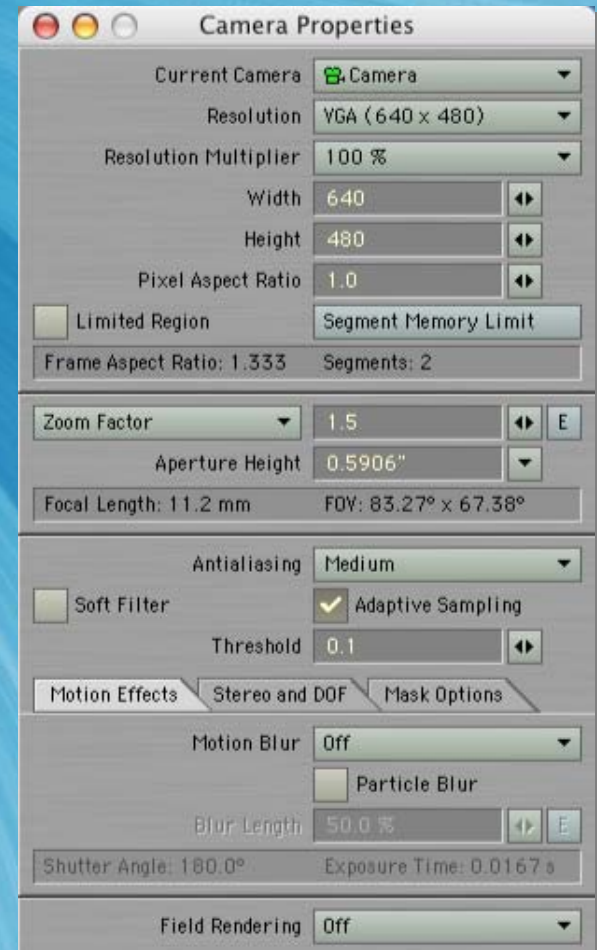 Camera Properties
Current Camera Camera
Resolution VGA (640 x 480)
Resolution Multiplier 100 %
Width 640
Height 480
Pixel Aspect Ratio 1.0
Limited Region Segment Memory Limit
Frame Aspect Ratio: 1.333 Segments: 2
Zoom Factor 1.5 E
Aperture Height 0.5906"
Focal Length: 11.2 mm FOV: 83.27° x 67.38°
Antialiasing Medium
Soft Filter Adaptive Sampling
Threshold 0.1
Motion Effects Stereo and DOF Mask Options
Motion Blur Off
Particle Blur
Blur Length 50.0 % E
Shutter Angle: 180.0° Exposure Time: 0.0167 s
Field Rendering Off